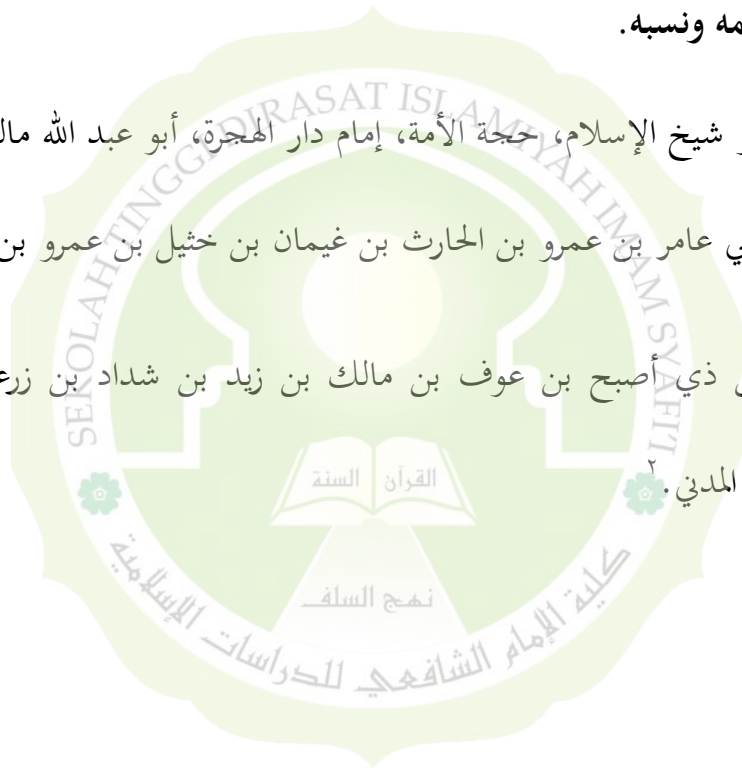 مه ونسبه.
شيخ الإسلام، حجة الأمة، إمام دار الهجرة، أبو عبد الله مال
ي عامر بن عمرو بن الحارث بن غيمان بن خثيل بن عمرو بن
ذي أصبح بن عوف بن مالك بن زيد بن شداد بن زرع
المدني.٢
SEKOLAH TINGGI DIRASAT ISLAMIYAH IMAM SYAFI'I
القرآن السنة
نهج السلف
كلية الإمام الشافعي للدراسات الإسلامية